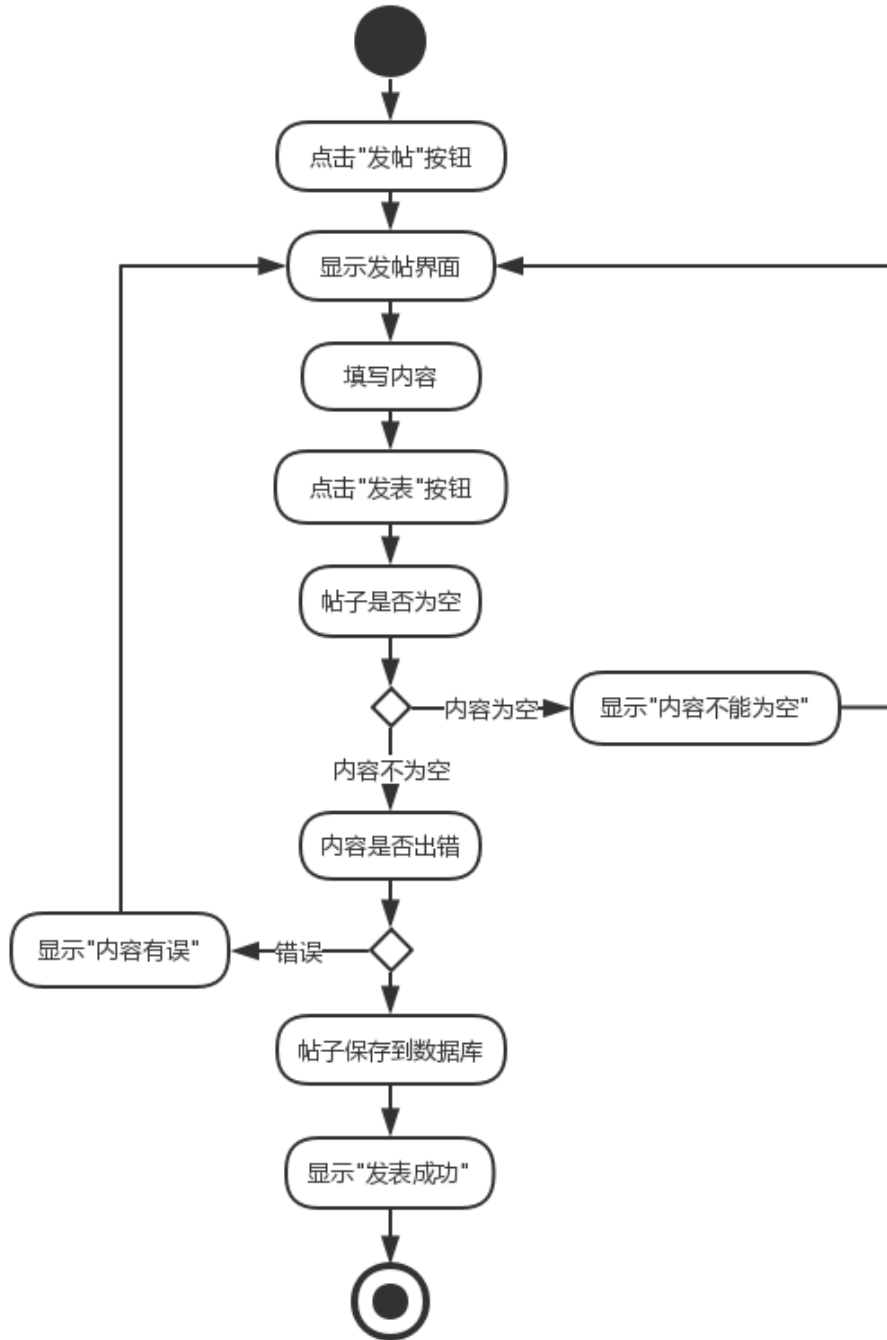 点击"发帖"按钮
显示发帖界面
填写内容
点击"发表"按钮
帖子是否为空
内容为空
显示"内容不能为空"
内容不为空
内容是否出错
错误
显示"内容有误"
帖子保存到数据库
显示"发表成功"